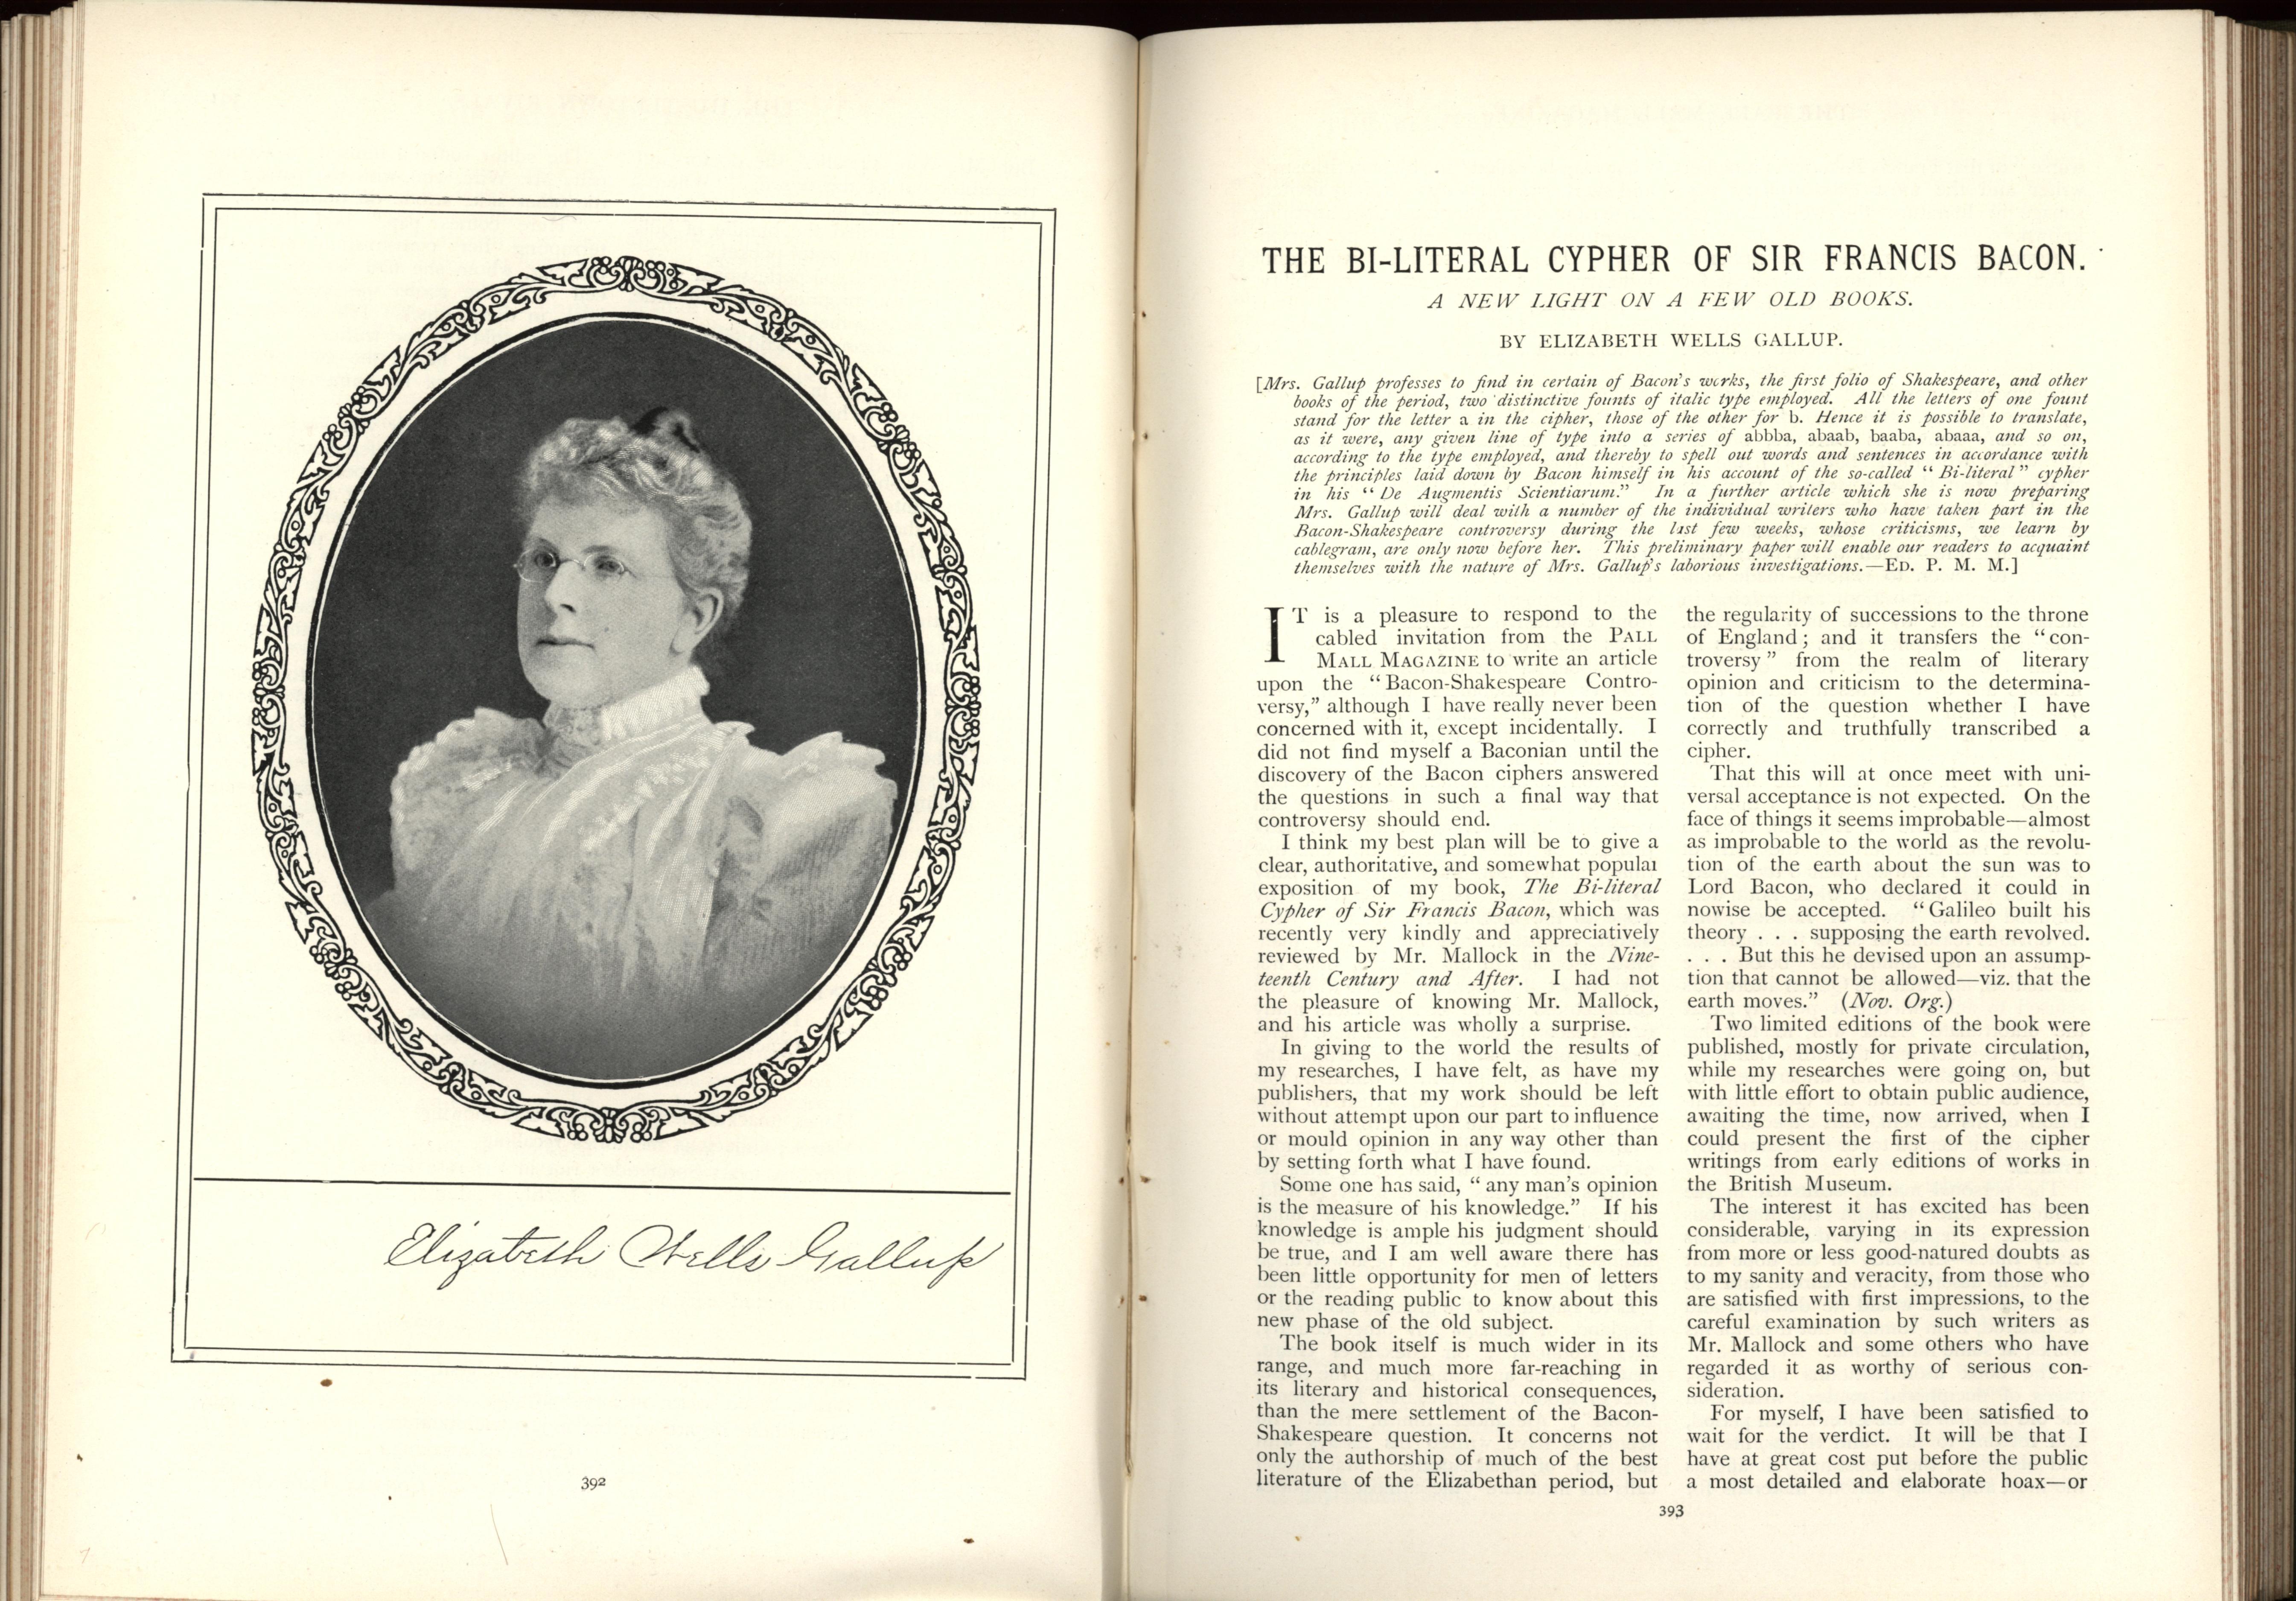 Elizabeth Wells Gallup
392
THE BI-LITERAL CYPHER OF SIR FRANCIS BACON.
A NEW LIGHT ON A FEW OLD BOOKS.
BY ELIZABETH WELLS GALLUP.
[Mrs. Gallup professes to find in certain of Bacon's works, the first folio of Shakespeare, and other
books of the period, two distinctive founts of italic type employed. All the letters of one fount
stand for the letter a in the cipher, those of the other for b. Hence it is possible to translate,
as it were, any given line of type into a series of abbba, abaab, baaba, abaaa, and so on,
according to the type employed, and thereby to spell out words and sentences in accordance with
the principles laid down by Bacon himself in his account of the so-called “Bi-literal” cypher
in his “De Augmentis Scientiarum.” In a further article which she is now preparing
Mrs. Gallup will deal with a number of the individual writers who have taken part in the
Bacon-Shakespeare controversy during the last few weeks, whose criticisms, we learn by
cablegram, are only now before her. This preliminary paper will enable our readers to acquaint
themselves with the nature of Mrs. Gallup's laborious investigations.—ED. P. M. M.]
IT is a pleasure to respond to the
cabled invitation from the PALL
MALL MAGAZINE to write an article
upon the “Bacon-Shakespeare Contro-
versy,” although I have really never been
concerned with it, except incidentally. I
did not find myself a Baconian until the
discovery of the Bacon ciphers answered
the questions in such a final way that
controversy should end.
I think my best plan will be to give a
clear, authoritative, and somewhat popular
exposition of my book, The Bi-literal
Cypher of Sir Francis Bacon, which was
recently very kindly and appreciatively
reviewed by Mr. Mallock in the Nine-
teenth Century and After. I had not
the pleasure of knowing Mr. Mallock,
and his article was wholly a surprise.
In giving to the world the results of
my researches, I have felt, as have my
publishers, that my work should be left
without attempt upon our part to influence
or mould opinion in any way other than
by setting forth what I have found.
Some one has said, “any man's opinion
is the measure of his knowledge.” If his
knowledge is ample his judgment should
be true, and I am well aware there has
been little opportunity for men of letters
or the reading public to know about this
new phase of the old subject.
The book itself is much wider in its
range, and much more far-reaching in
its literary and historical consequences,
than the mere settlement of the Bacon-
Shakespeare question. It concerns not
only the authorship of much of the best
literature of the Elizabethan period, but
the regularity of successions to the throne
of England; and it transfers the “con-
troversy” from the realm of literary
opinion and criticism to the determina-
tion of the question whether I have
correctly and truthfully transcribed a
cipher.
That this will at once meet with uni-
versal acceptance is not expected. On the
face of things it seems improbable—almost
as improbable to the world as the revolu-
tion of the earth about the sun was to
Lord Bacon, who declared it could in
nowise be accepted. “Galileo built his
theory . . . supposing the earth revolved.
. . . But this he devised upon an assump-
tion that cannot be allowed—viz. that the
earth moves.” (Nov. Org.)
Two limited editions of the book were
published, mostly for private circulation,
while my researches were going on, but
with little effort to obtain public audience,
awaiting the time, now arrived, when I
could present the first of the cipher
writings from early editions of works in
the British Museum.
The interest it has excited has been
considerable, varying in its expression
from more or less good-natured doubts as
to my sanity and veracity, from those who
are satisfied with first impressions, to the
careful examination by such writers as
Mr. Mallock and some others who have
regarded it as worthy of serious con-
sideration.
For myself, I have been satisfied to
wait for the verdict. It will be that I
have at great cost put before the public
a most detailed and elaborate hoax—or
393